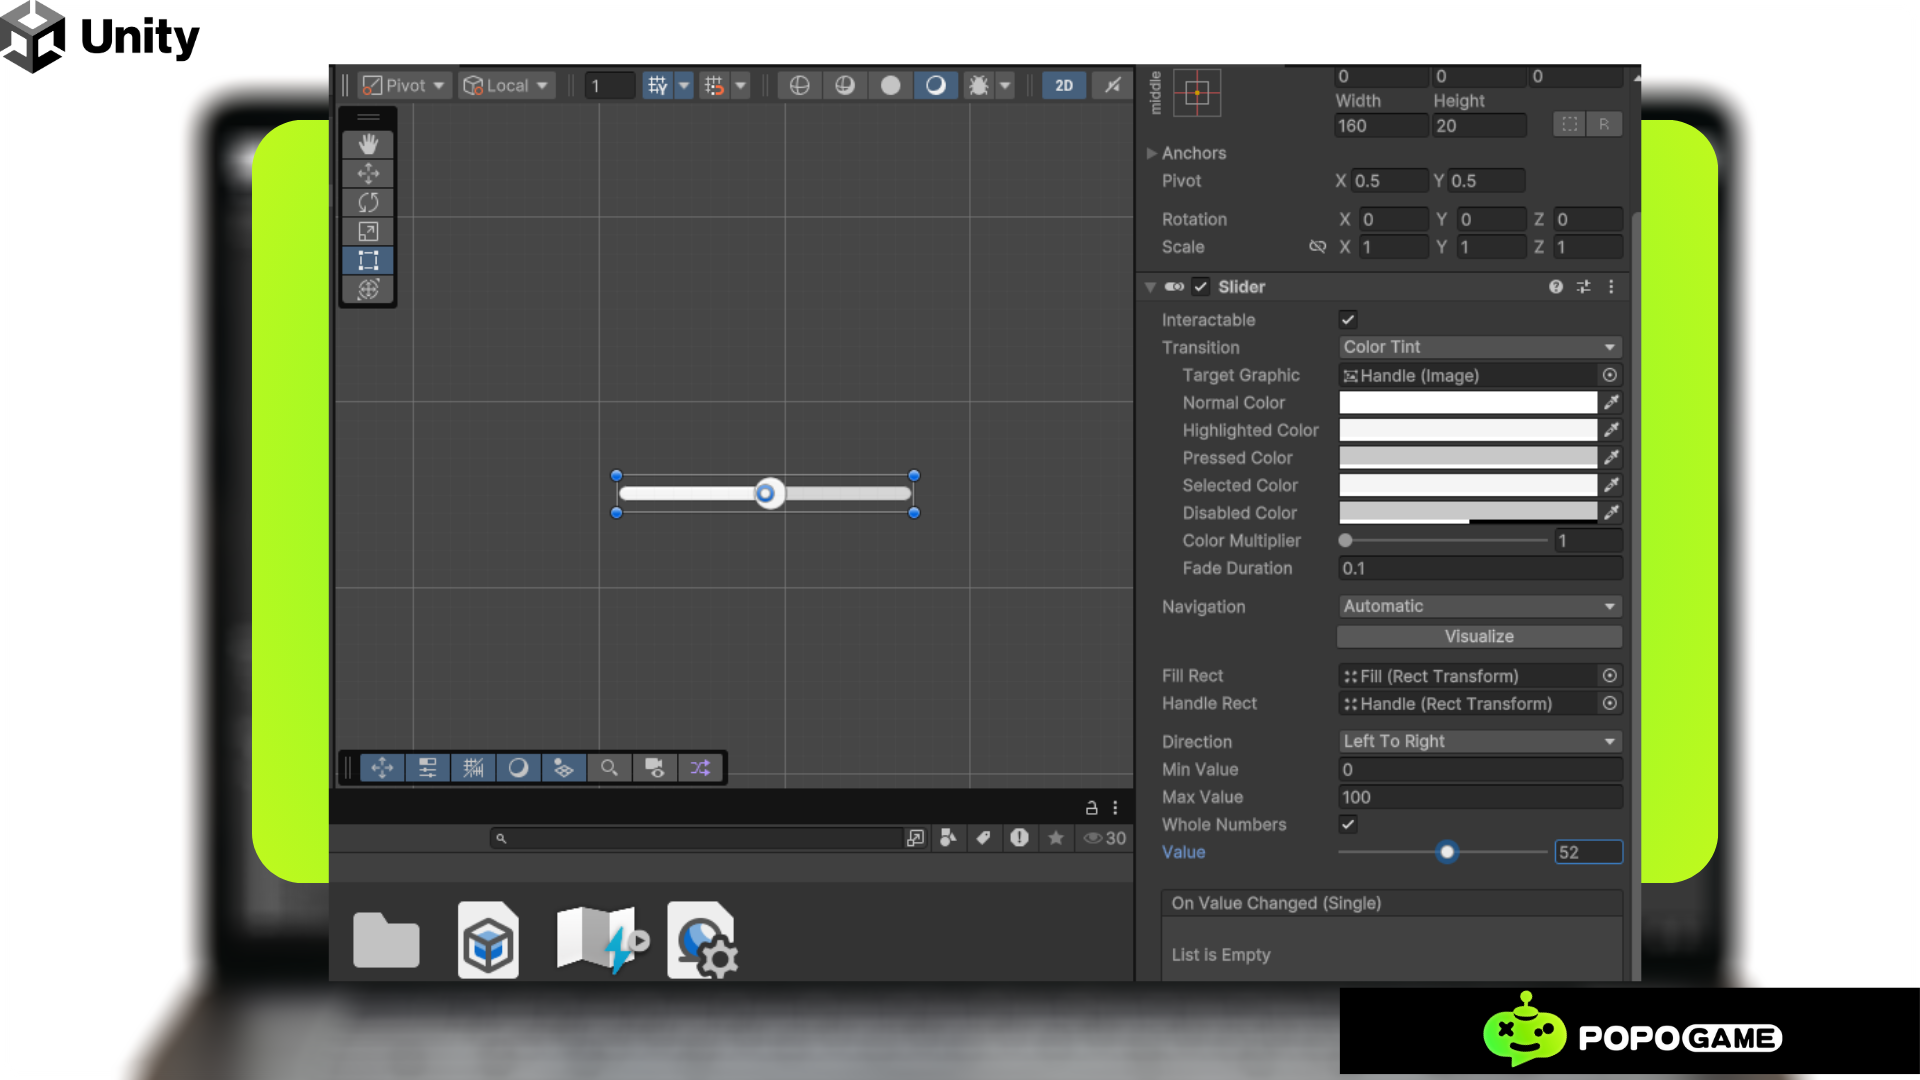 Unity
Pivot Local 1 2D
middle
0 0 0
Width Height
160 20 R
Anchors
Pivot X 0.5 Y 0.5
Rotation X 0 Y 0 Z 0
Scale X 1 Y 1 Z 1
Slider
Interactable
Transition Color Tint
Target Graphic Handle (Image)
Normal Color
Highlighted Color
Pressed Color
Selected Color
Disabled Color
Color Multiplier 1
Fade Duration 0.1
Navigation Automatic
Visualize
Fill Rect Fill (Rect Transform)
Handle Rect Handle (Rect Transform)
Direction Left To Right
Min Value 0
Max Value 100
Whole Numbers
Value 52
On Value Changed (Single)
List is Empty
30
POPOGAME